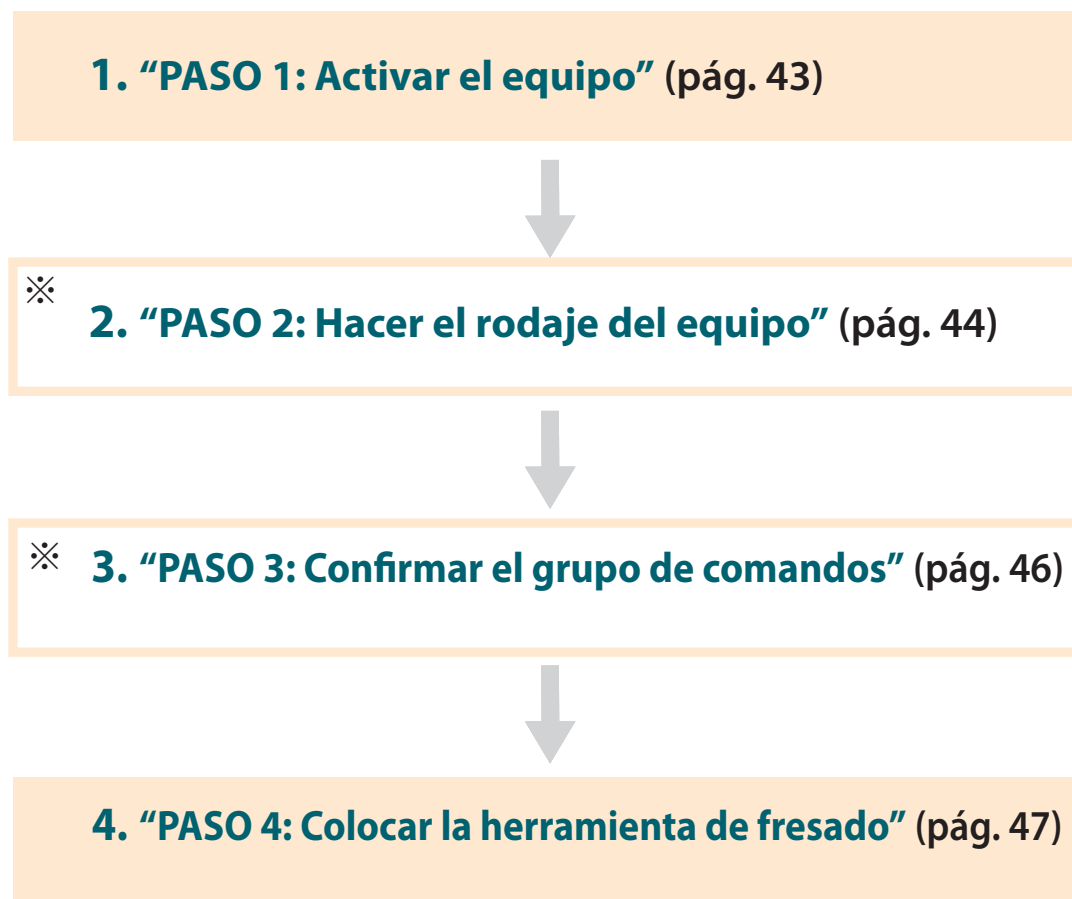 1. “PASO 1: Activar el equipo” (pág. 43)
※
2. “PASO 2: Hacer el rodaje del equipo” (pág. 44)
※
3. “PASO 3: Confirmar el grupo de comandos” (pág. 46)
4. “PASO 4: Colocar la herramienta de fresado” (pág. 47)